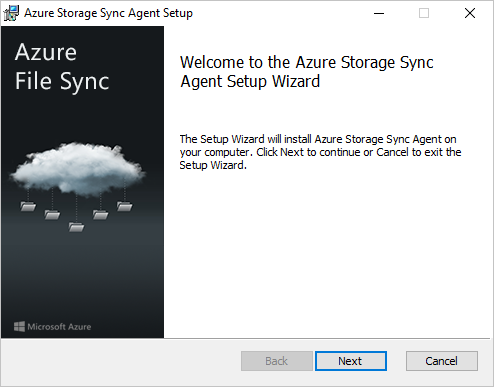 Azure Storage Sync Agent Setup
Azure
File Sync
Welcome to the Azure Storage Sync
Agent Setup Wizard
The Setup Wizard will install Azure Storage Sync Agent on
your computer. Click Next to continue or Cancel to exit the
Setup Wizard.
Microsoft Azure
Back
Next
Cancel